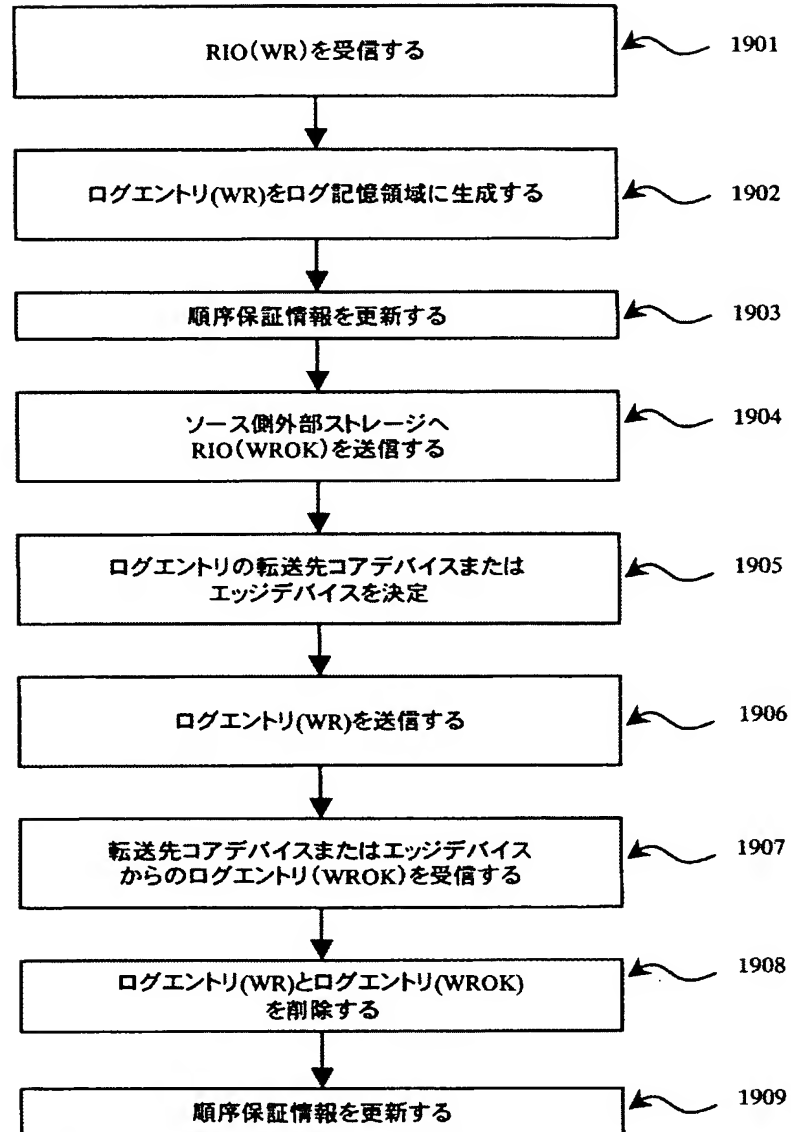 RIO(WR)を受信する
1901
ログエントリ(WR)をログ記憶領域に生成する
1902
順序保証情報を更新する
1903
ソース側外部ストレージへ
RIO(WROK)を送信する
1904
ログエントリの転送先コアデバイスまたは
エッジデバイスを決定
1905
ログエントリ(WR)を送信する
1906
転送先コアデバイスまたはエッジデバイス
からのログエントリ(WROK)を受信する
1907
ログエントリ(WR)とログエントリ(WROK)
を削除する
1908
順序保証情報を更新する
1909